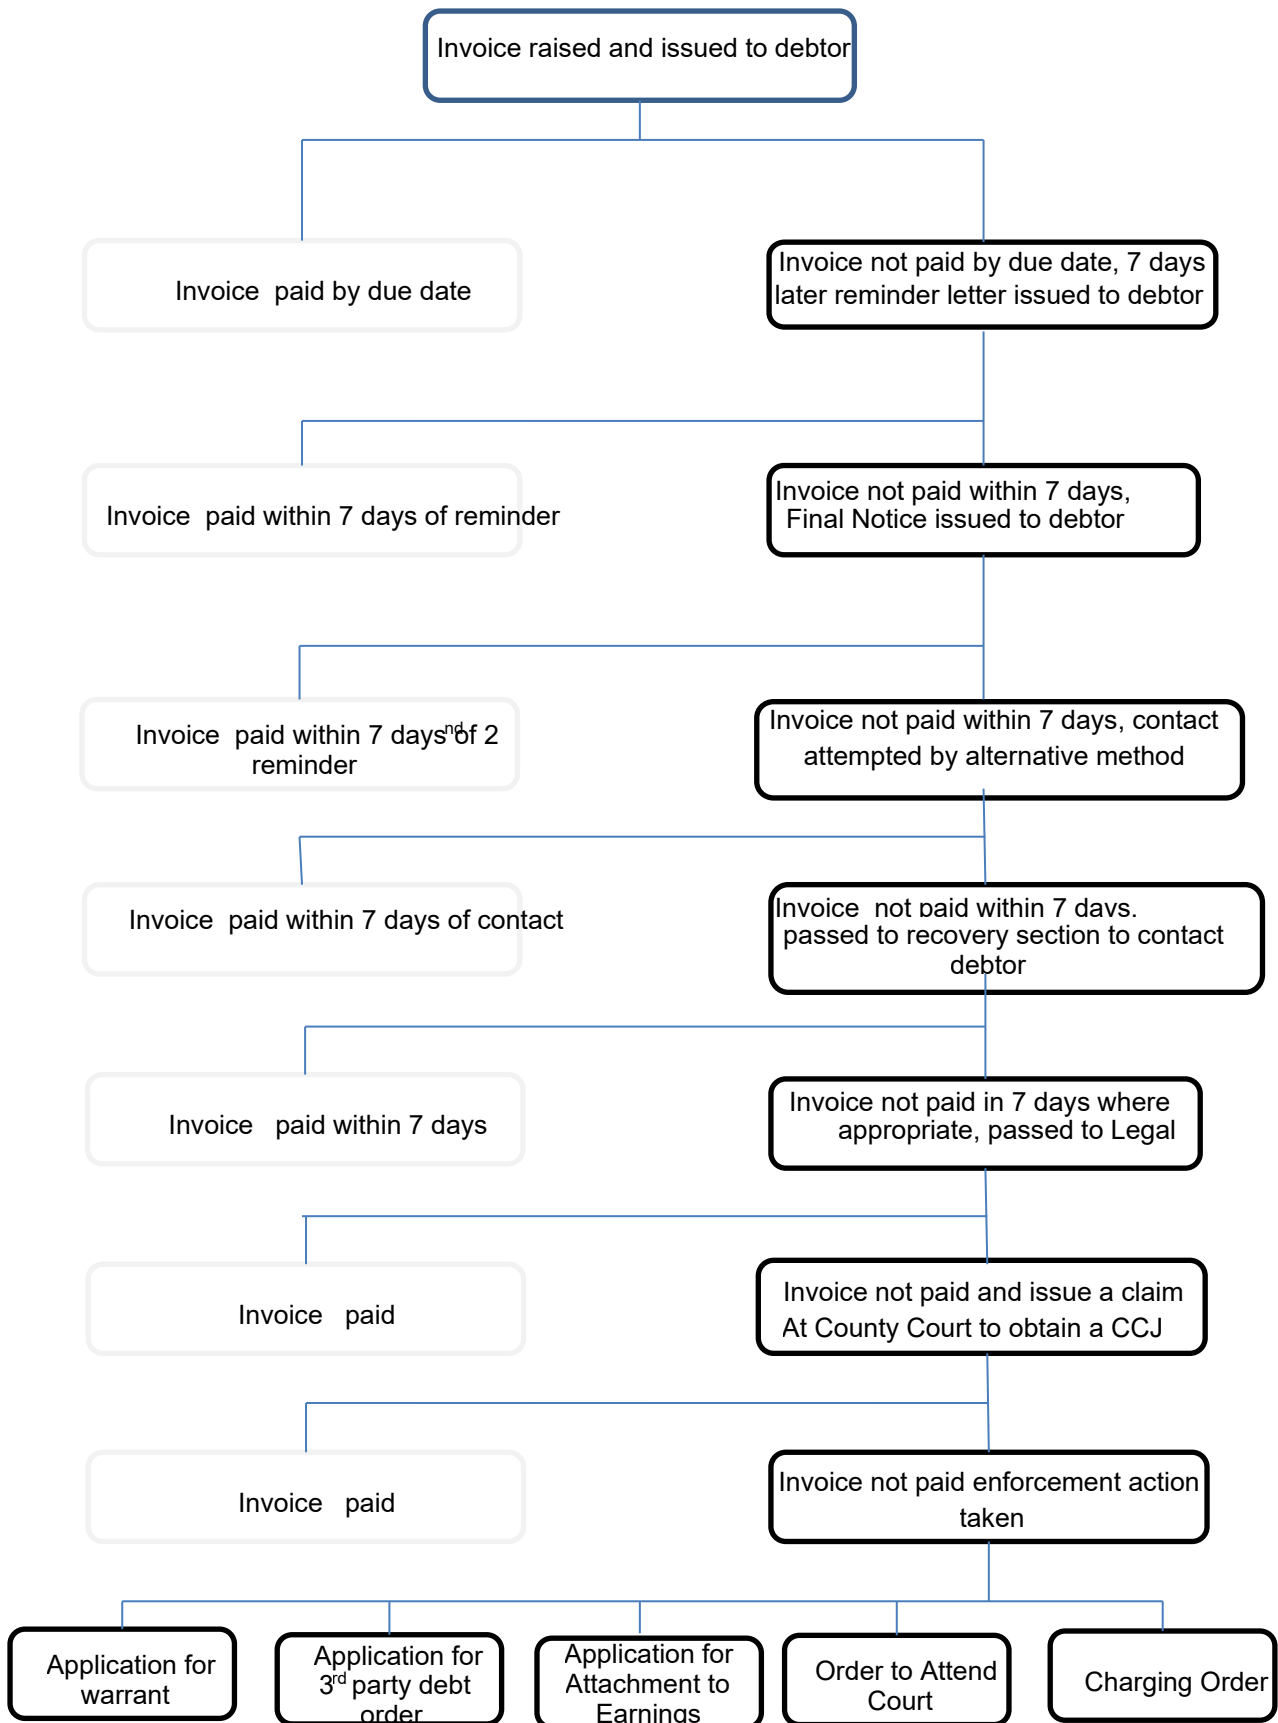 Invoice raised and issued to debtor
Invoice paid by due date
Invoice not paid by due date, 7 days
later reminder letter issued to debtor
Invoice paid within 7 days of reminder
Invoice not paid within 7 days,
Final Notice issued to debtor
Invoice paid within 7 days of 2nd
reminder
Invoice not paid within 7 days, contact
attempted by alternative method
Invoice paid within 7 days of contact
Invoice not paid within 7 days,
passed to recovery section to contact
debtor
Invoice paid within 7 days
Invoice not paid in 7 days where
appropriate, passed to Legal
Invoice paid
Invoice not paid and issue a claim
At County Court to obtain a CCJ
Invoice paid
Invoice not paid enforcement action
taken
Application for
warrant
Application for
3rd party debt
order
Application for
Attachment to
Earnings
Order to Attend
Court
Charging Order